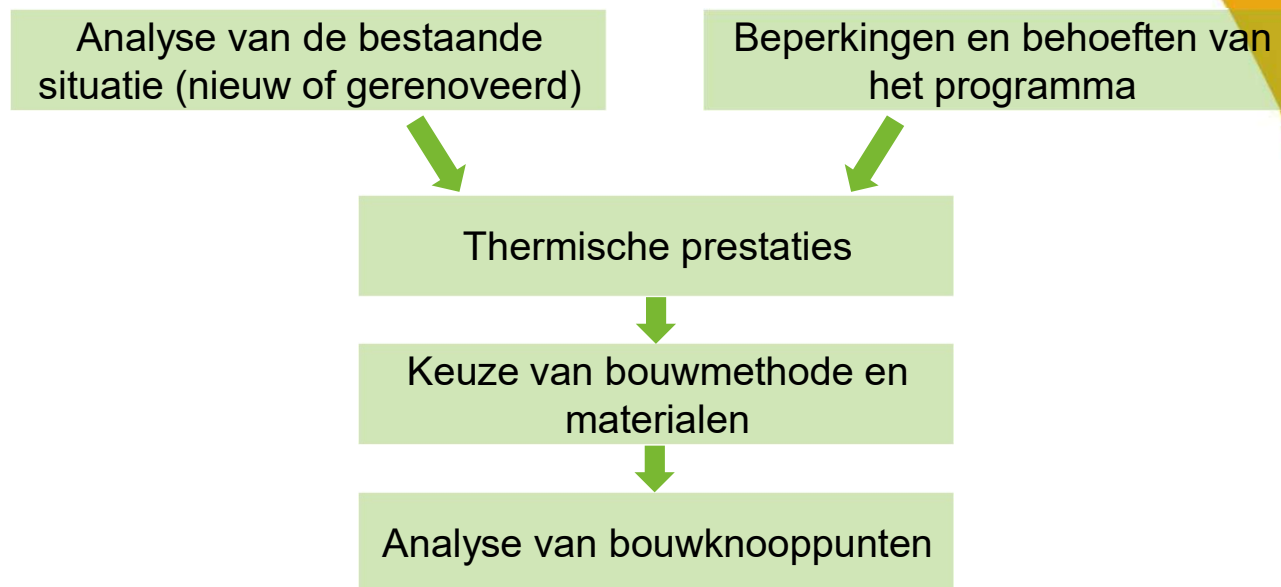 Analyse van de bestaande
situatie (nieuw of gerenoveerd)
Beperkingen en behoeften van
het programma
Thermische prestaties
Keuze van bouwmethode en
materialen
Analyse van bouwknooppunten